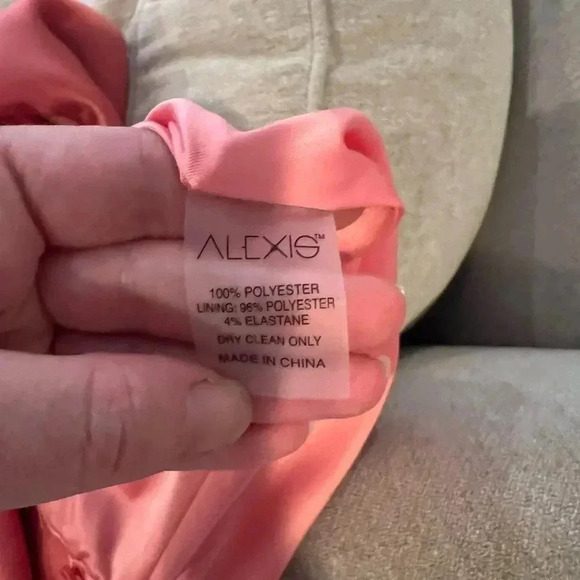 ALEXIS™
100% POLYESTER
LINING: 96% POLYESTER
4% ELASTANE
DRY CLEAN ONLY
MADE IN CHINA